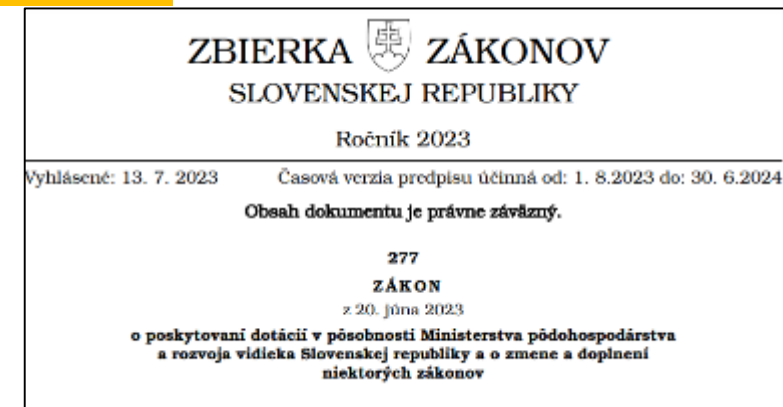 ZBIERKA ZÁKONOV
SLOVENSKEJ REPUBLIKY
Ročník 2023
Vyhlásené: 13. 7. 2023 Časová verzia predpisu účinná od: 1. 8.2023 do: 30. 6.2024
Obsah dokumentu je právne záväzný.
277
ZÁKON
z 20. júna 2023
o poskytovaní dotácií v pôsobnosti Ministerstva pôdohospodárstva
a rozvoja vidieka Slovenskej republiky a o zmene a doplnení
niektorých zákonov